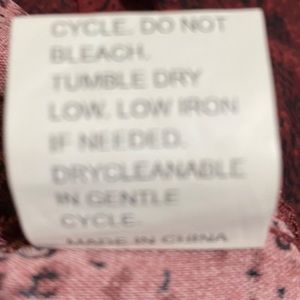 CYCLE. DO NOT
BLEACH.
TUMBLE DRY
LOW. LOW IRON
IF NEEDED.
DRYCLEANABLE
IN GENTLE
CYCLE.
MADE IN CHINA